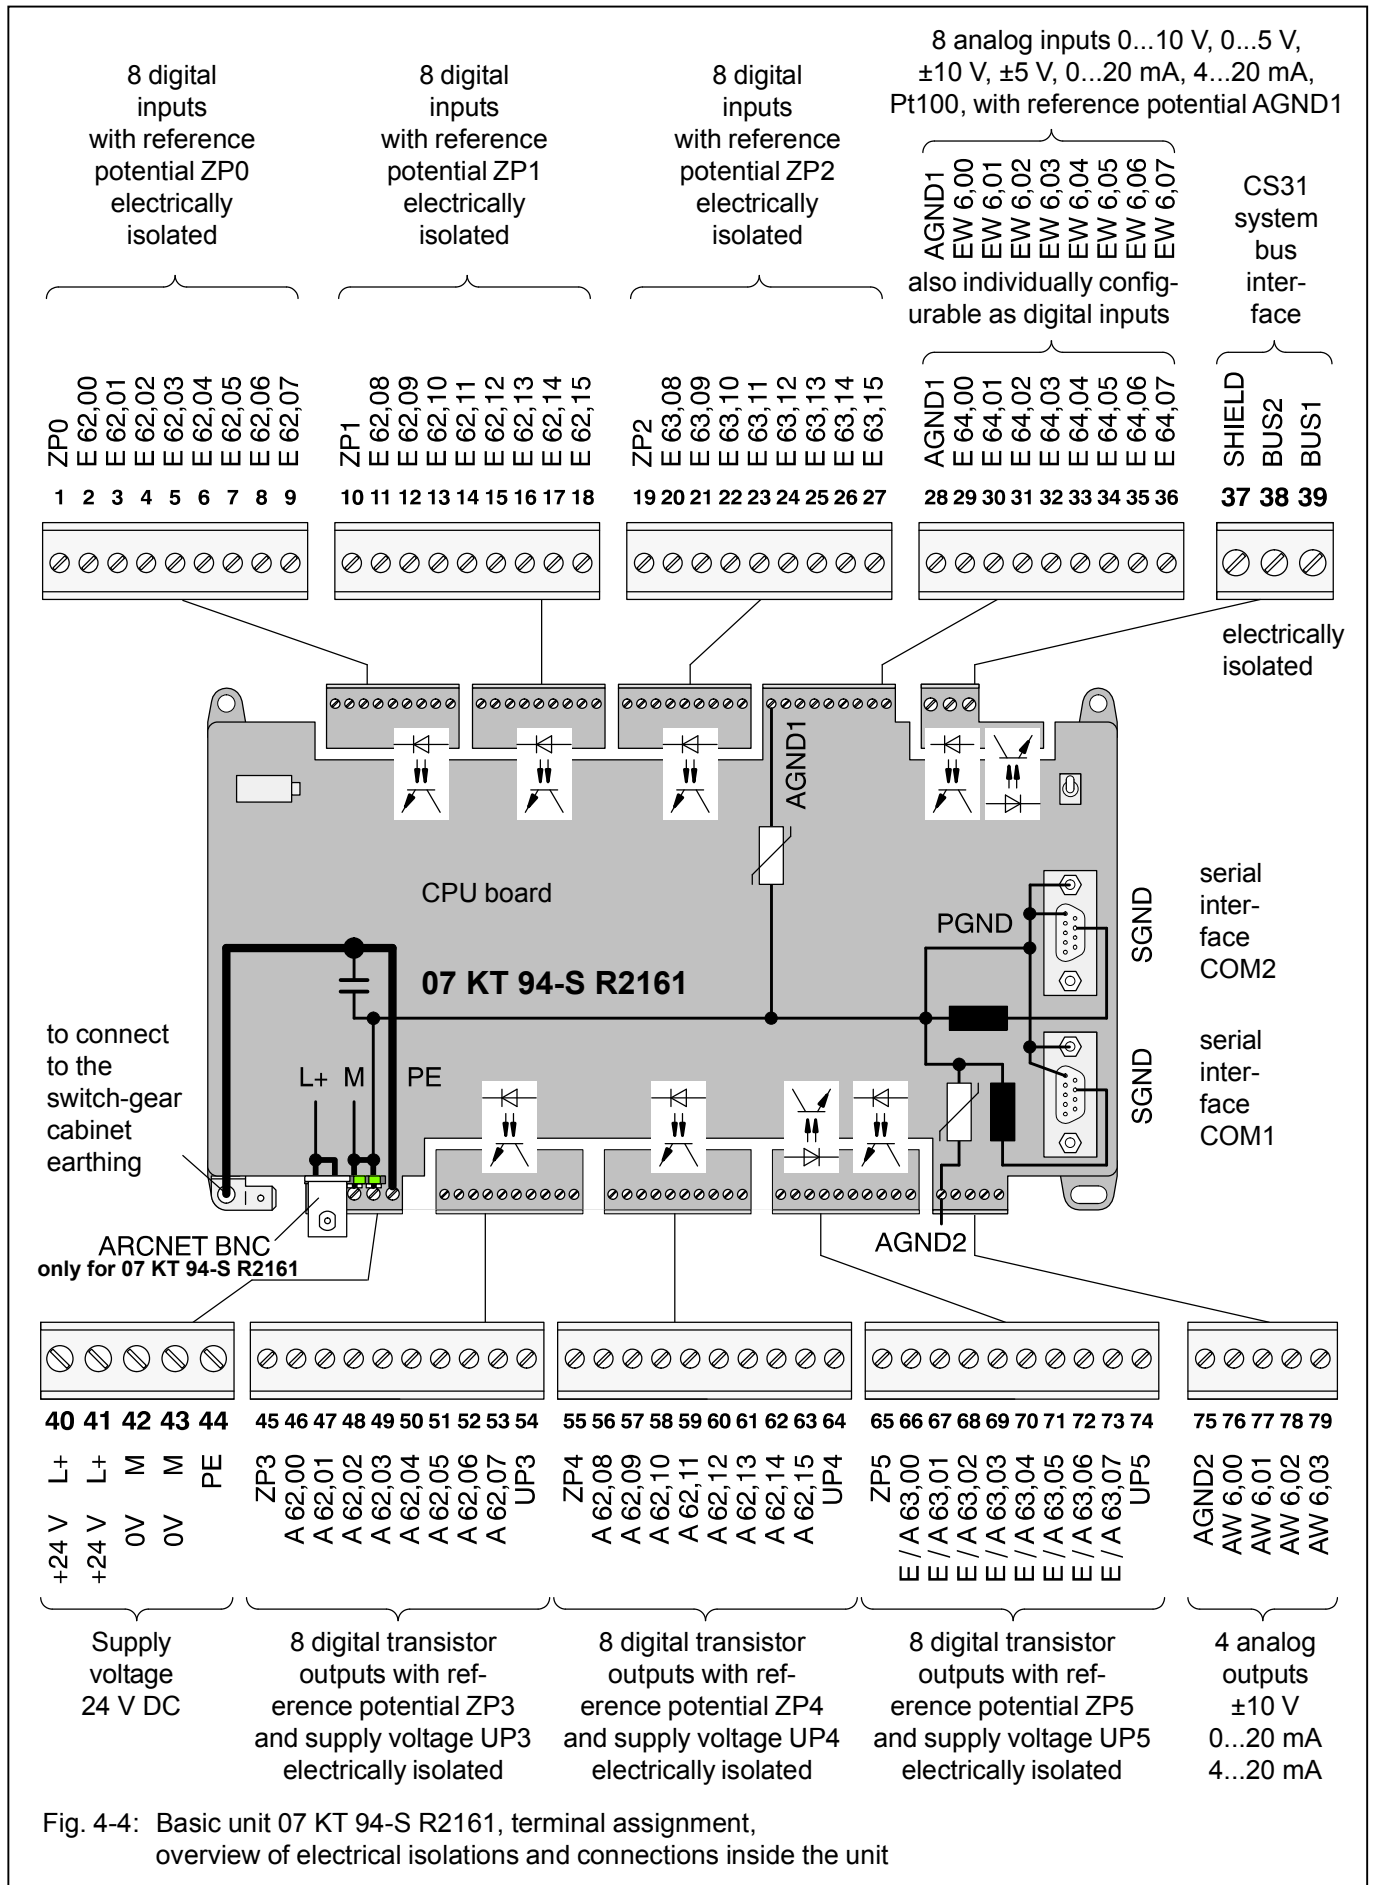 8 digital
inputs
with reference
potential ZP0
electrically
isolated
8 digital
inputs
with reference
potential ZP1
electrically
isolated
8 digital
inputs
with reference
potential ZP2
electrically
isolated
8 analog inputs 0...10 V, 0...5 V,
±10 V, ±5 V, 0...20 mA, 4...20 mA,
Pt100, with reference potential AGND1
AGND1
EW 6,00
EW 6,01
EW 6,02
EW 6,03
EW 6,04
EW 6,05
EW 6,06
EW 6,07
also individually config-
urable as digital inputs
CS31
system
bus
inter-
face
ZP0
E 62,00
E 62,01
E 62,02
E 62,03
E 62,04
E 62,05
E 62,06
E 62,07
ZP1
E 62,08
E 62,09
E 62,10
E 62,11
E 62,12
E 62,13
E 62,14
E 62,15
ZP2
E 63,08
E 63,09
E 63,10
E 63,11
E 63,12
E 63,13
E 63,14
E 63,15
AGND1
E 64,00
E 64,01
E 64,02
E 64,03
E 64,04
E 64,05
E 64,06
E 64,07
SHIELD
BUS2
BUS1
1 2 3 4 5 6 7 8 9
10 11 12 13 14 15 16 17 18
19 20 21 22 23 24 25 26 27
28 29 30 31 32 33 34 35 36
37 38 39
electrically
isolated
AGND1
CPU board
07 KT 94-S R2161
PGND
SGND
serial
inter-
face
COM2
SGND
serial
inter-
face
COM1
to connect
to the
switch-gear
cabinet
earthing
L+ M PE
ARCNET BNC
only for 07 KT 94-S R2161
AGND2
40 41 42 43 44
45 46 47 48 49 50 51 52 53 54
55 56 57 58 59 60 61 62 63 64
65 66 67 68 69 70 71 72 73 74
75 76 77 78 79
+24 V L+
+24 V L+
0V M
0V M
PE
ZP3
A 62,00
A 62,01
A 62,02
A 62,03
A 62,04
A 62,05
A 62,06
A 62,07
UP3
ZP4
A 62,08
A 62,09
A 62,10
A 62,11
A 62,12
A 62,13
A 62,14
A 62,15
UP4
ZP5
E / A 63,00
E / A 63,01
E / A 63,02
E / A 63,03
E / A 63,04
E / A 63,05
E / A 63,06
E / A 63,07
UP5
AGND2
AW 6,00
AW 6,01
AW 6,02
AW 6,03
Supply
voltage
24 V DC
8 digital transistor
outputs with ref-
erence potential ZP3
and supply voltage UP3
electrically isolated
8 digital transistor
outputs with ref-
erence potential ZP4
and supply voltage UP4
electrically isolated
8 digital transistor
outputs with ref-
erence potential ZP5
and supply voltage UP5
electrically isolated
4 analog
outputs
±10 V
0...20 mA
4...20 mA
Fig. 4-4: Basic unit 07 KT 94-S R2161, terminal assignment,
overview of electrical isolations and connections inside the unit